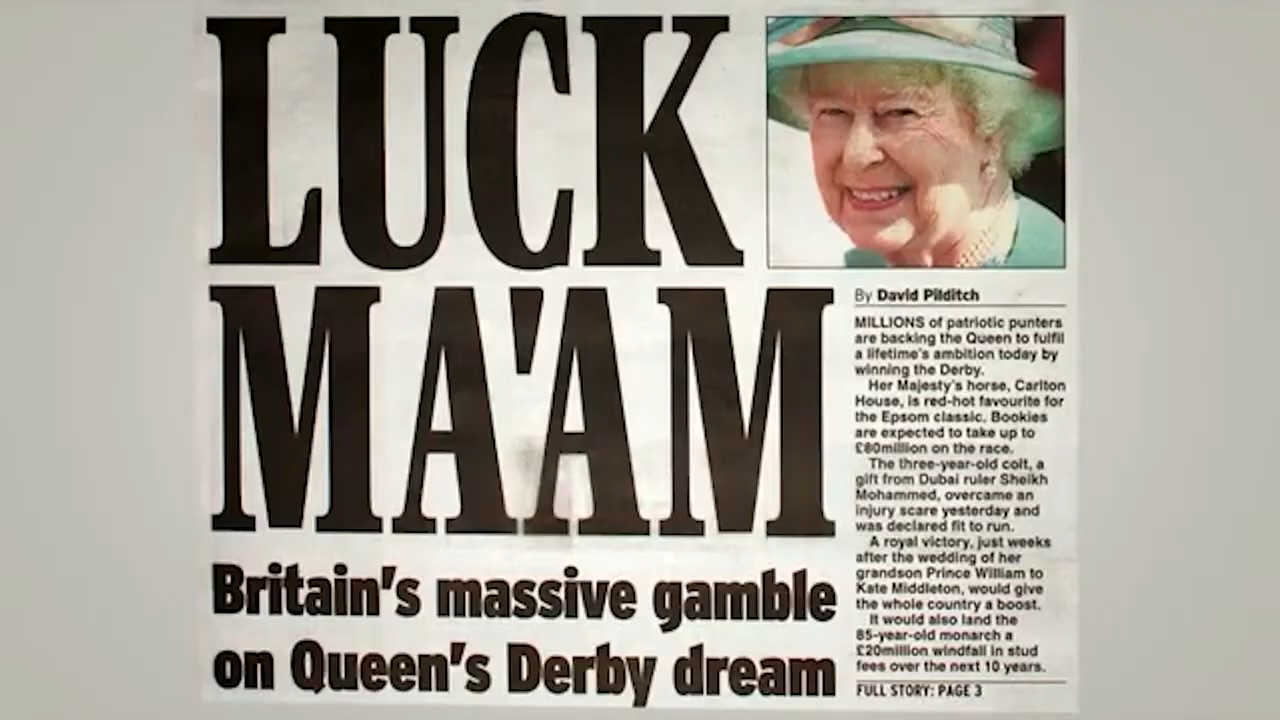 LUCK
MA'AM
Britain's massive gamble
on Queen's Derby dream
By David Pilditch
MILLIONS of patriotic punters
are backing the Queen to fulfil
a lifetime's ambition today by
winning the Derby.
Her Majesty's horse, Carlton
House, is red-hot favourite for
the Epsom classic. Bookies
are expected to take up to
£80million on the race.
The three-year-old colt, a
gift from Dubai ruler Sheikh
Mohammed, overcame an
injury scare yesterday and
was declared fit to run.
A royal victory, just weeks
after the wedding of her
grandson Prince William to
Kate Middleton, would give
the whole country a boost.
It would also land the
85-year-old monarch a
£20million windfall in stud
fees over the next 10 years.
FULL STORY: PAGE 3